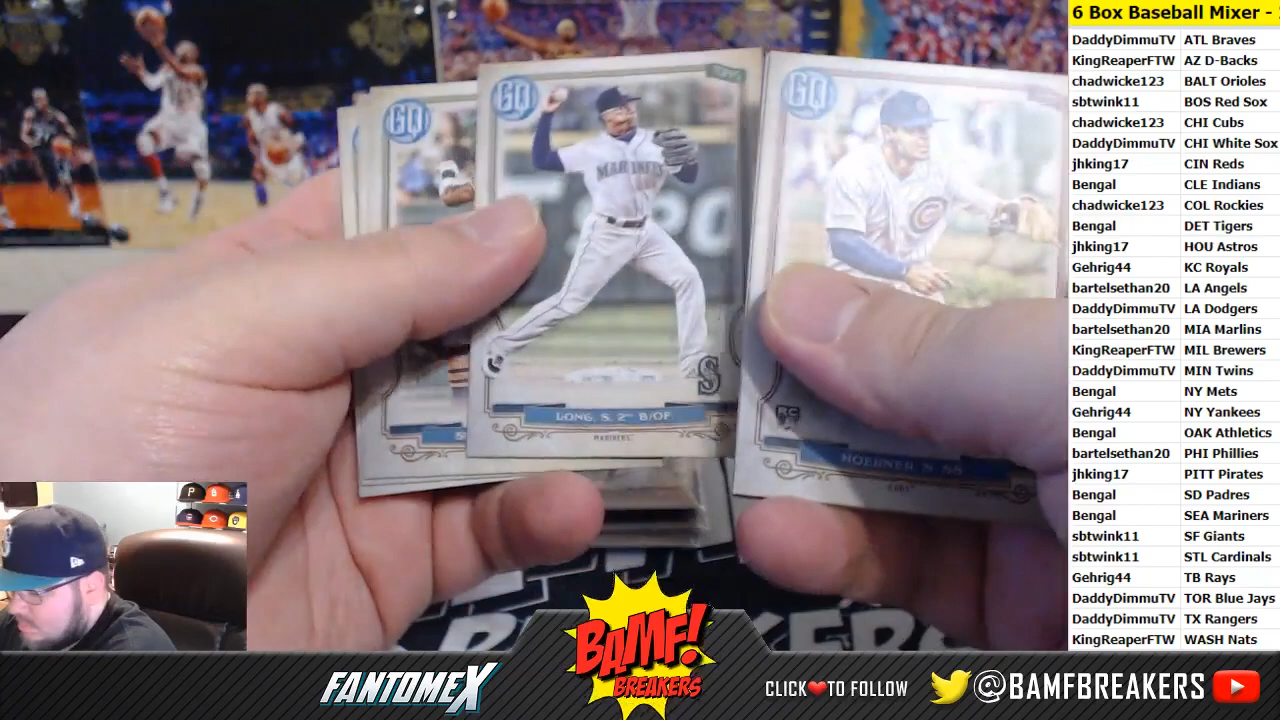 6 Box Baseball Mixer -
DaddyDimmuTV ATL Braves
KingReaperFTW AZ D-Backs
chadwicke123 BALT Orioles
sbtwink11 BOS Red Sox
chadwicke123 CHI Cubs
DaddyDimmuTV CHI White Sox
jhking17 CIN Reds
Bengal CLE Indians
chadwicke123 COL Rockies
Bengal DET Tigers
jhking17 HOU Astros
Gehrig44 KC Royals
bartelsethan20 LA Angels
DaddyDimmuTV LA Dodgers
bartelsethan20 MIA Marlins
KingReaperFTW MIL Brewers
DaddyDimmuTV MIN Twins
Bengal NY Mets
Gehrig44 NY Yankees
Bengal OAK Athletics
bartelsethan20 PHI Phillies
jhking17 PITT Pirates
Bengal SD Padres
Bengal SEA Mariners
sbtwink11 SF Giants
sbtwink11 STL Cardinals
Gehrig44 TB Rays
DaddyDimmuTV TOR Blue Jays
DaddyDimmuTV TX Rangers
KingReaperFTW WASH Nats
GQ
GQ
TOPPS
MARINERS
S
LONG, S. 2ND B/OF
MARINERS
GQ
C
RC
HOERNER N SS
CUBS
FANTOMEX
BAMF!
BREAKERS
CLICK TO FOLLOW
@BAMFBREAKERS